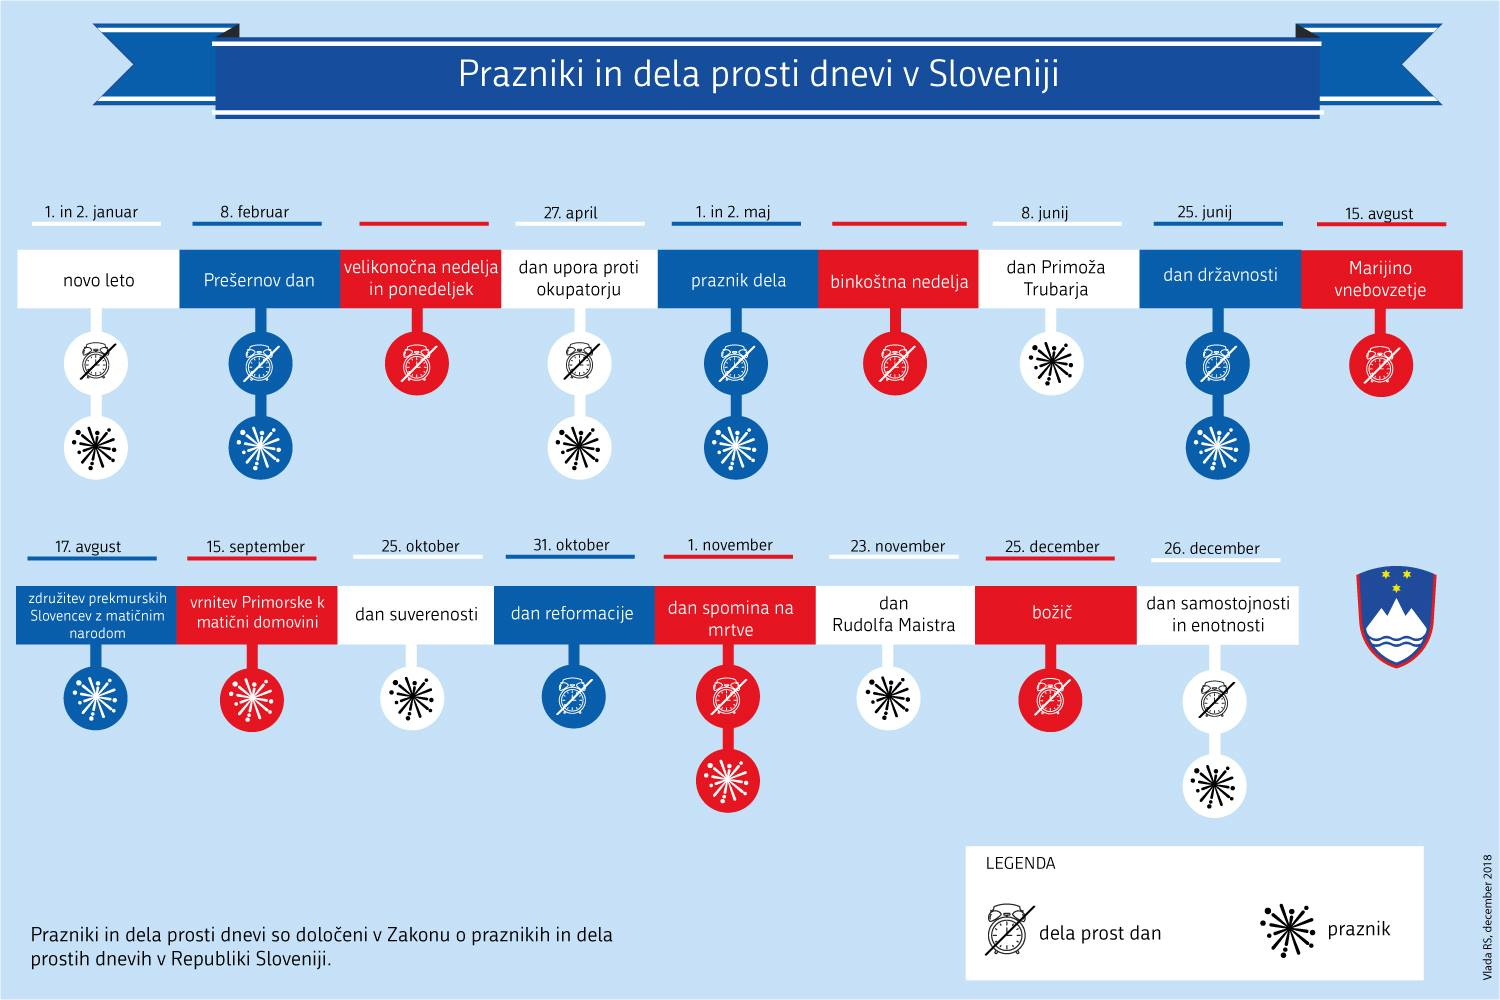 Prazniki in dela prosti dnevi v Sloveniji
1. in 2. januar
novo leto
8. februar
Prešernov dan
velikonočna nedelja
in ponedeljek
27. april
dan upora proti
okupatorju
1. in 2. maj
praznik dela
binkoštna nedelja
8. junij
dan Primoža
Trubarja
25. junij
dan državnosti
15. avgust
Marijino
vnebovzetje
17. avgust
združitev prekmurskih
Slovencev z matičnim
narodom
15. september
vrnitev Primorske k
matični domovini
25. oktober
dan suverenosti
31. oktober
dan reformacije
1. november
dan spomina na
mrtve
23. november
dan
Rudolfa Maistra
25. december
božič
26. december
dan samostojnosti
in enotnosti
LEGENDA
dela prost dan
praznik
Prazniki in dela prosti dnevi so določeni v Zakonu o praznikih in dela
prostih dnevih v Republiki Sloveniji.
Vlada RS, december 2018